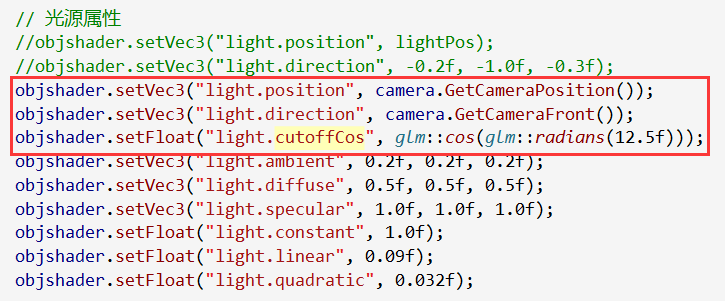 // 光源属性
//objshader.setVec3("light.position", lightPos);
//objshader.setVec3("light.direction", -0.2f, -1.0f, -0.3f);
objshader.setVec3("light.position", camera.GetCameraPosition());
objshader.setVec3("light.direction", camera.GetCameraFront());
objshader.setFloat("light.cutoffCos", glm::cos(glm::radians(12.5f)));
objshader.setVec3("light.ambient", 0.2f, 0.2f, 0.2f);
objshader.setVec3("light.diffuse", 0.5f, 0.5f, 0.5f);
objshader.setVec3("light.specular", 1.0f, 1.0f, 1.0f);
objshader.setFloat("light.constant", 1.0f);
objshader.setFloat("light.linear", 0.09f);
objshader.setFloat("light.quadratic", 0.032f);